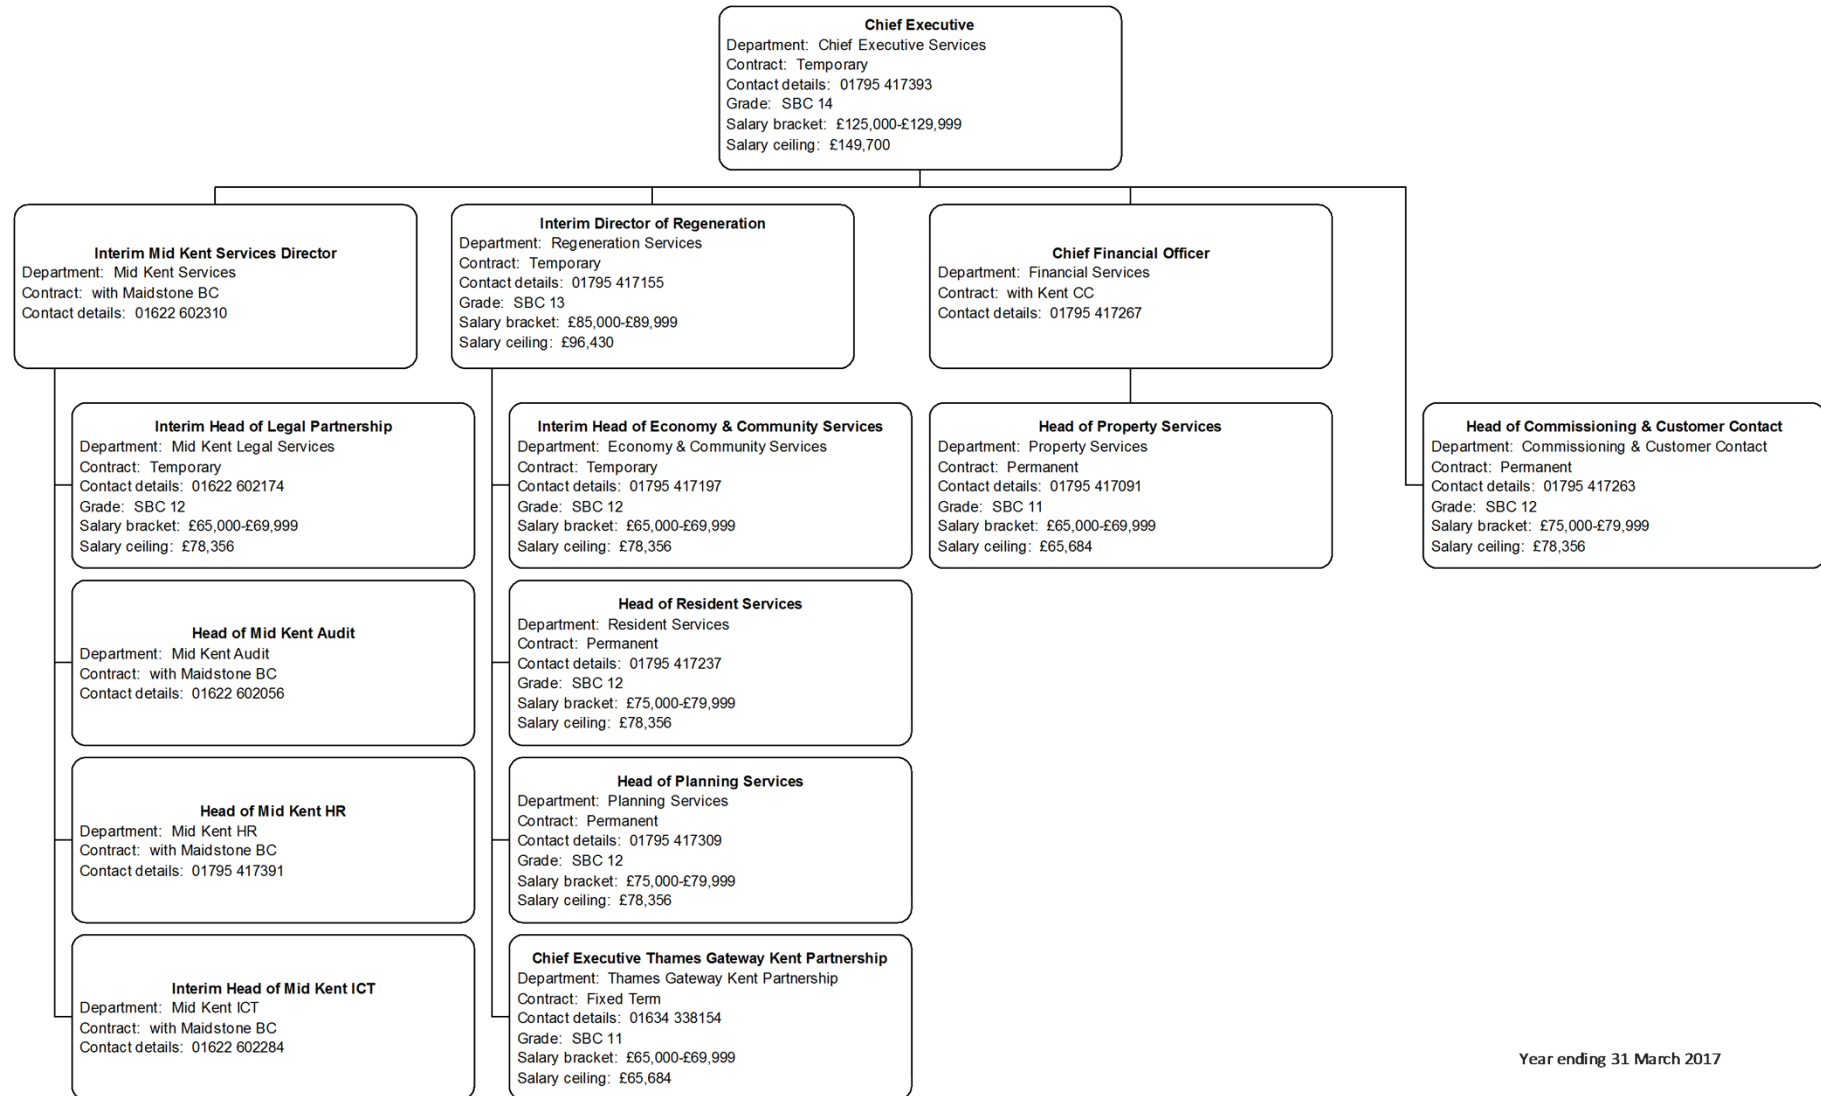 Chief Executive
Department: Chief Executive Services
Contract: Temporary
Contact details: 01795 417393
Grade: SBC 14
Salary bracket: £125,000-£129,999
Salary ceiling: £149,700
Interim Mid Kent Services Director
Department: Mid Kent Services
Contract: with Maidstone BC
Contact details: 01622 602310
Interim Director of Regeneration
Department: Regeneration Services
Contract: Temporary
Contact details: 01795 417155
Grade: SBC 13
Salary bracket: £85,000-£89,999
Salary ceiling: £96,430
Chief Financial Officer
Department: Financial Services
Contract: with Kent CC
Contact details: 01795 417267
Interim Head of Legal Partnership
Department: Mid Kent Legal Services
Contract: Temporary
Contact details: 01622 602174
Grade: SBC 12
Salary bracket: £65,000-£69,999
Salary ceiling: £78,356
Interim Head of Economy & Community Services
Department: Economy & Community Services
Contract: Temporary
Contact details: 01795 417197
Grade: SBC 12
Salary bracket: £65,000-£69,999
Salary ceiling: £78,356
Head of Property Services
Department: Property Services
Contract: Permanent
Contact details: 01795 417091
Grade: SBC 11
Salary bracket: £65,000-£69,999
Salary ceiling: £65,684
Head of Commissioning & Customer Contact
Department: Commissioning & Customer Contact
Contract: Permanent
Contact details: 01795 417263
Grade: SBC 12
Salary bracket: £75,000-£79,999
Salary ceiling: £78,356
Head of Mid Kent Audit
Department: Mid Kent Audit
Contract: with Maidstone BC
Contact details: 01622 602056
Head of Resident Services
Department: Resident Services
Contract: Permanent
Contact details: 01795 417237
Grade: SBC 12
Salary bracket: £75,000-£79,999
Salary ceiling: £78,356
Head of Mid Kent HR
Department: Mid Kent HR
Contract: with Maidstone BC
Contact details: 01795 417391
Head of Planning Services
Department: Planning Services
Contract: Permanent
Contact details: 01795 417309
Grade: SBC 12
Salary bracket: £75,000-£79,999
Salary ceiling: £78,356
Interim Head of Mid Kent ICT
Department: Mid Kent ICT
Contract: with Maidstone BC
Contact details: 01622 602284
Chief Executive Thames Gateway Kent Partnership
Department: Thames Gateway Kent Partnership
Contract: Fixed Term
Contact details: 01634 338154
Grade: SBC 11
Salary bracket: £65,000-£69,999
Salary ceiling: £65,684
Year ending 31 March 2017